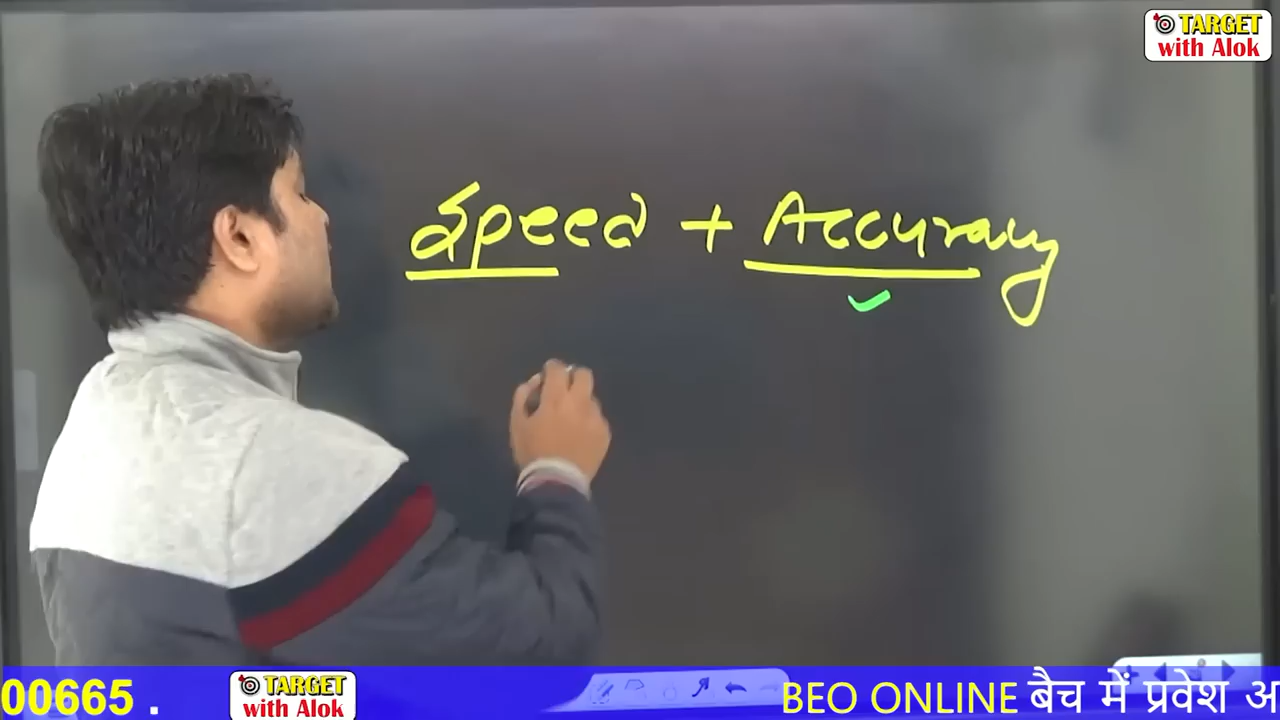 TARGET
with Alok
Speed + Accuracy
00665 .
TARGET
with Alok
BEO ONLINE बैच में प्रवेश अ